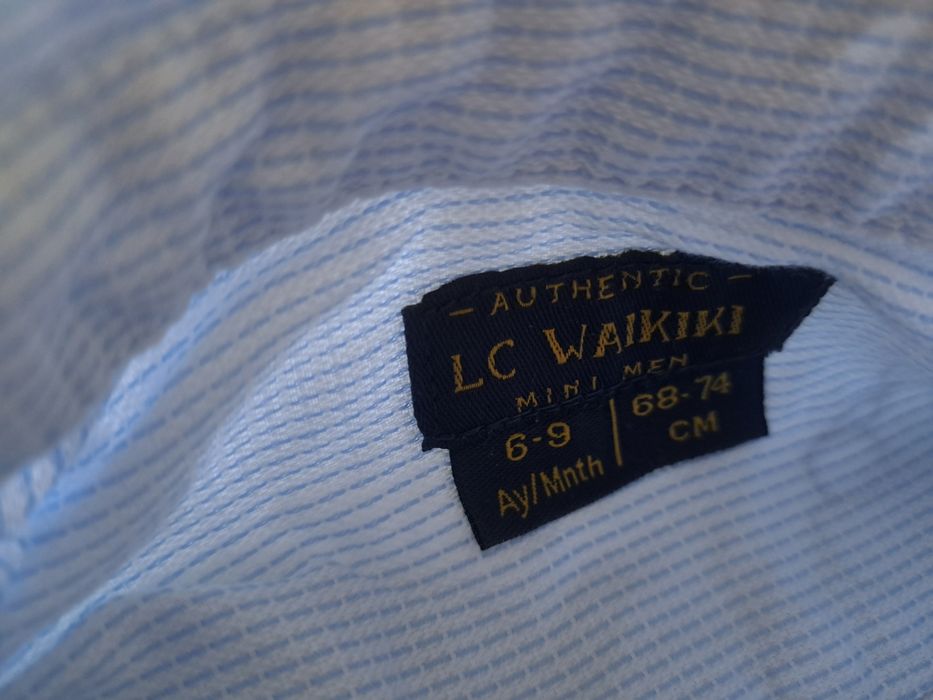 - AUTHENTIC -
LC WAIKIKI
MINI MEN
6-9 | 68-74
Ay/Mnth | CM